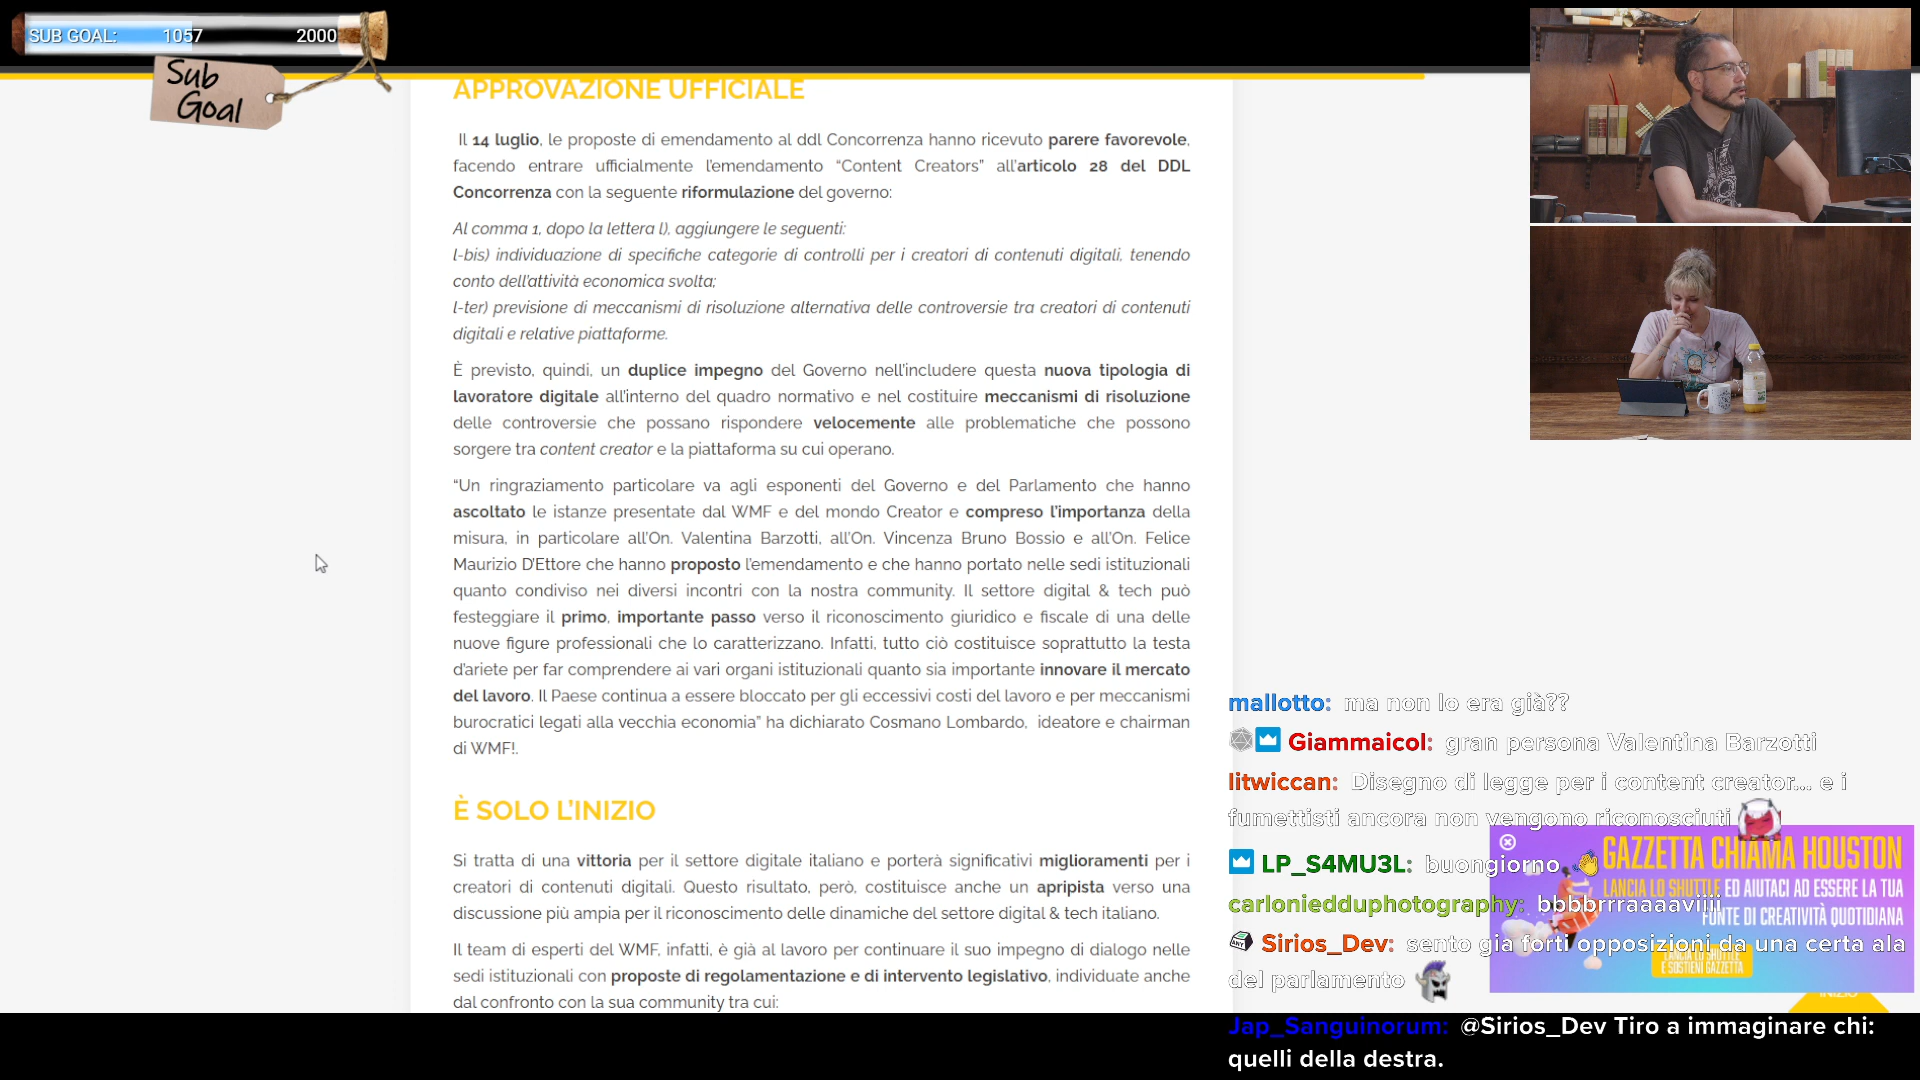 SUB GOAL: 1057 2000
Sub
Goal
APPROVAZIONE UFFICIALE
Il 14 luglio, le proposte di emendamento al ddl Concorrenza hanno ricevuto parere favorevole,
facendo entrare ufficialmente l'emendamento “Content Creators” all'articolo 28 del DDL
Concorrenza con la seguente riformulazione del governo:
Al comma 1, dopo la lettera l), aggiungere le seguenti:
l-bis) individuazione di specifiche categorie di controlli per i creatori di contenuti digitali, tenendo
conto dell'attività economica svolta;
l-ter) previsione di meccanismi di risoluzione alternativa delle controversie tra creatori di contenuti
digitali e relative piattaforme.
È previsto, quindi, un duplice impegno del Governo nell'includere questa nuova tipologia di
lavoratore digitale all'interno del quadro normativo e nel costituire meccanismi di risoluzione
delle controversie che possano rispondere velocemente alle problematiche che possono
sorgere tra content creator e la piattaforma su cui operano.
“Un ringraziamento particolare va agli esponenti del Governo e del Parlamento che hanno
ascoltato le istanze presentate dal WMF e del mondo Creator e compreso l'importanza della
misura, in particolare all'On. Valentina Barzotti, all'On. Vincenza Bruno Bossio e all'On. Felice
Maurizio D'Ettore che hanno proposto l'emendamento e che hanno portato nelle sedi istituzionali
quanto condiviso nei diversi incontri con la nostra community. Il settore digital & tech può
festeggiare il primo, importante passo verso il riconoscimento giuridico e fiscale di una delle
nuove figure professionali che lo caratterizzano. Infatti, tutto ciò costituisce soprattutto la testa
d'ariete per far comprendere ai vari organi istituzionali quanto sia importante innovare il mercato
del lavoro. Il Paese continua a essere bloccato per gli eccessivi costi del lavoro e per meccanismi
burocratici legati alla vecchia economia” ha dichiarato Cosmano Lombardo, ideatore e chairman
di WMF!.
È SOLO L'INIZIO
Si tratta di una vittoria per il settore digitale italiano e porterà significativi miglioramenti per i
creatori di contenuti digitali. Questo risultato, però, costituisce anche un apripista verso una
discussione più ampia per il riconoscimento delle dinamiche del settore digital & tech italiano.
Il team di esperti del WMF, infatti, è già al lavoro per continuare il suo impegno di dialogo nelle
sedi istituzionali con proposte di regolamentazione e di intervento legislativo, individuate anche
dal confronto con la sua community tra cui:
mallotto: ma non lo era già??
Giammaicol: gran persona Valentina Barzotti
litwiccan: Disegno di legge per i content creator... e i
fumettisti ancora non vengono riconosciuti
LP_S4MU3L: buongiorno
carlonieddu​photography: bbbbrrraaaaviiii
Sirios_Dev: sento gia forti opposizioni da una certa ala
del parlamento
Jap_Sanguinorum: @Sirios_Dev Tiro a immaginare chi:
quelli della destra.
GAZZETTA CHIAMA HOUSTON
LANCIA LO SHUTTLE ED AIUTACI AD ESSERE LA TUA
FONTE DI CREATIVITÀ QUOTIDIANA
LANCIA LO SHUTTLE
E SOSTIENI GAZZETTA
INIZIO